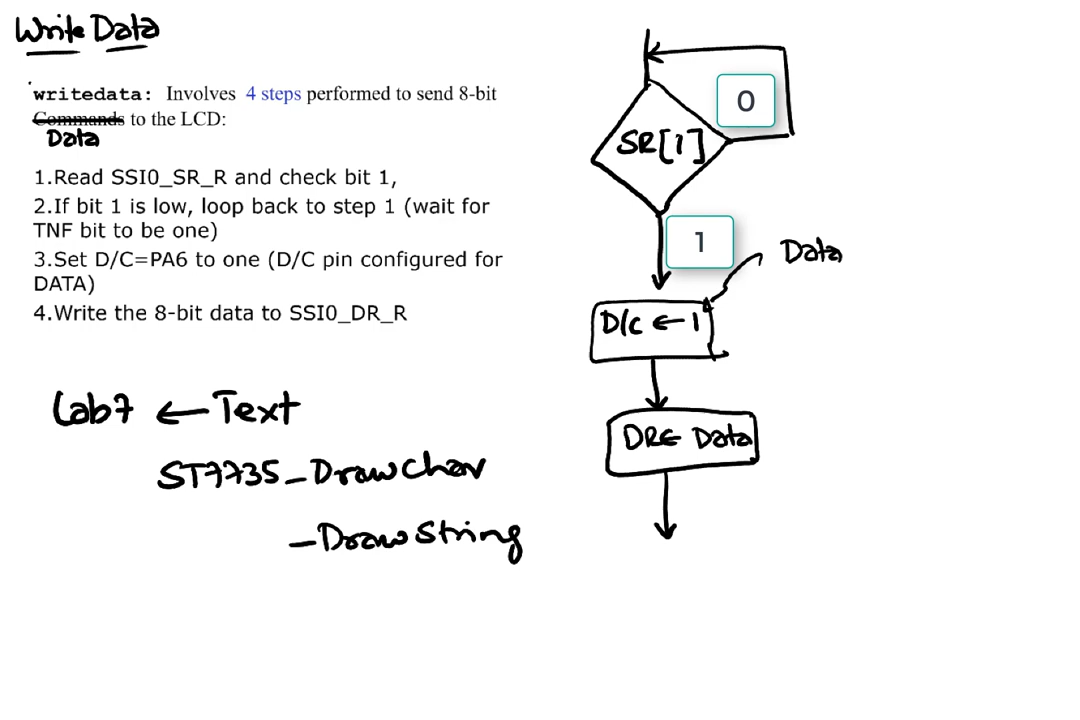 Write Data
writedata: Involves 4 steps performed to send 8-bit
Commands to the LCD:
Data
1.Read SSI0_SR_R and check bit 1,
2.If bit 1 is low, loop back to step 1 (wait for
TNF bit to be one)
3.Set D/C=PA6 to one (D/C pin configured for
DATA)
4.Write the 8-bit data to SSI0_DR_R
Lab7 ← Text
ST7735_DrawChar
_DrawString
0
SR[1]
1
Data
D/C ← 1
DR ← Data